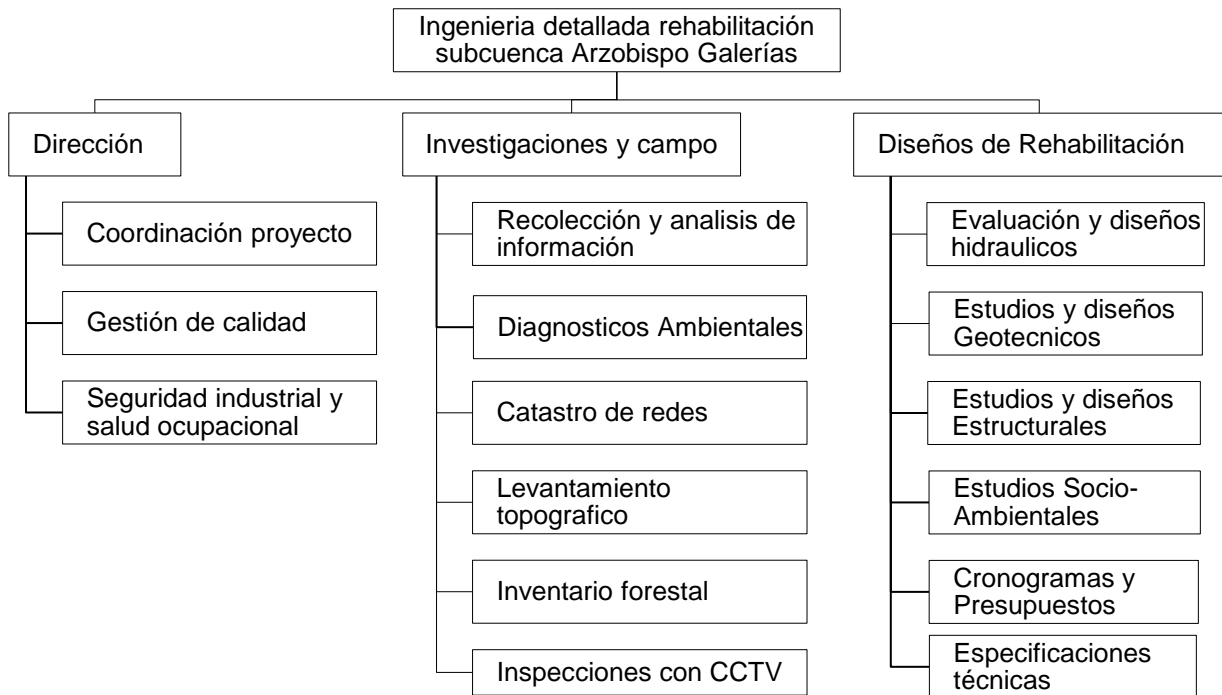 Ingenieria detallada rehabilitación
subcuenca Arzobispo Galerías
Dirección
Coordinación proyecto
Gestión de calidad
Seguridad industrial y
salud ocupacional
Investigaciones y campo
Recolección y analisis de
información
Diagnosticos Ambientales
Catastro de redes
Levantamiento
topografico
Inventario forestal
Inspecciones con CCTV
Diseños de Rehabilitación
Evaluación y diseños
hidraulicos
Estudios y diseños
Geotecnicos
Estudios y diseños
Estructurales
Estudios Socio-
Ambientales
Cronogramas y
Presupuestos
Especificaciones
técnicas